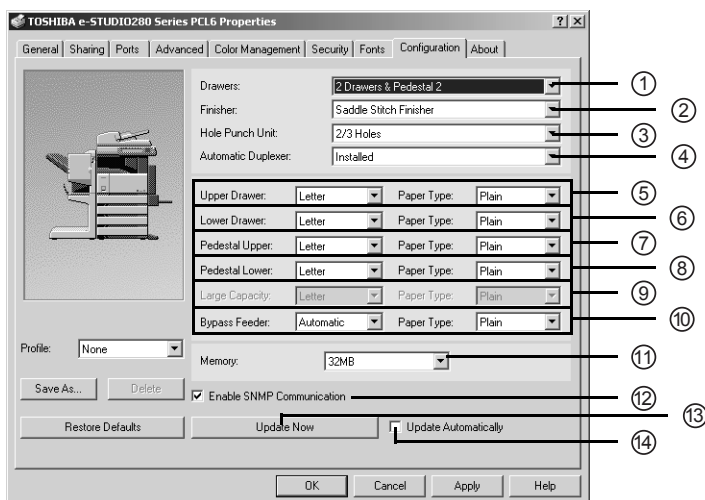 TOSHIBA e-STUDIO280 Series PCL6 Properties ? x
General Sharing Ports Advanced Color Management Security Fonts Configuration About
Drawers: 2 Drawers & Pedestal 2 1
Finisher: Saddle Stitch Finisher 2
Hole Punch Unit: 2/3 Holes 3
Automatic Duplexer: Installed 4
Upper Drawer: Letter Paper Type: Plain 5
Lower Drawer: Letter Paper Type: Plain 6
Pedestal Upper: Letter Paper Type: Plain 7
Pedestal Lower: Letter Paper Type: Plain 8
Large Capacity: Letter Paper Type: Plain 9
Bypass Feeder: Automatic Paper Type: Plain 10
Profile: None
Memory: 32MB 11
Save As... Delete
Enable SNMP Communication 12
13
Restore Defaults Update Now Update Automatically
14
OK Cancel Apply Help